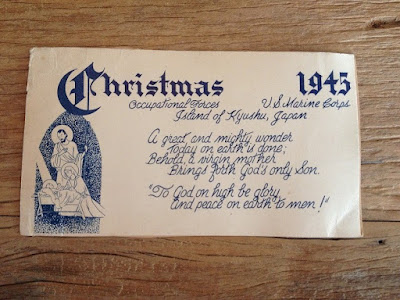 Christmas 1945
Occupational Forces U.S. Marine Corps
Island of Kyushu, Japan
A great and mighty wonder
Today on earth is done;
Behold, a virgin mother
Brings forth God's only Son.
"To God on high be glory
And peace on earth to men!"